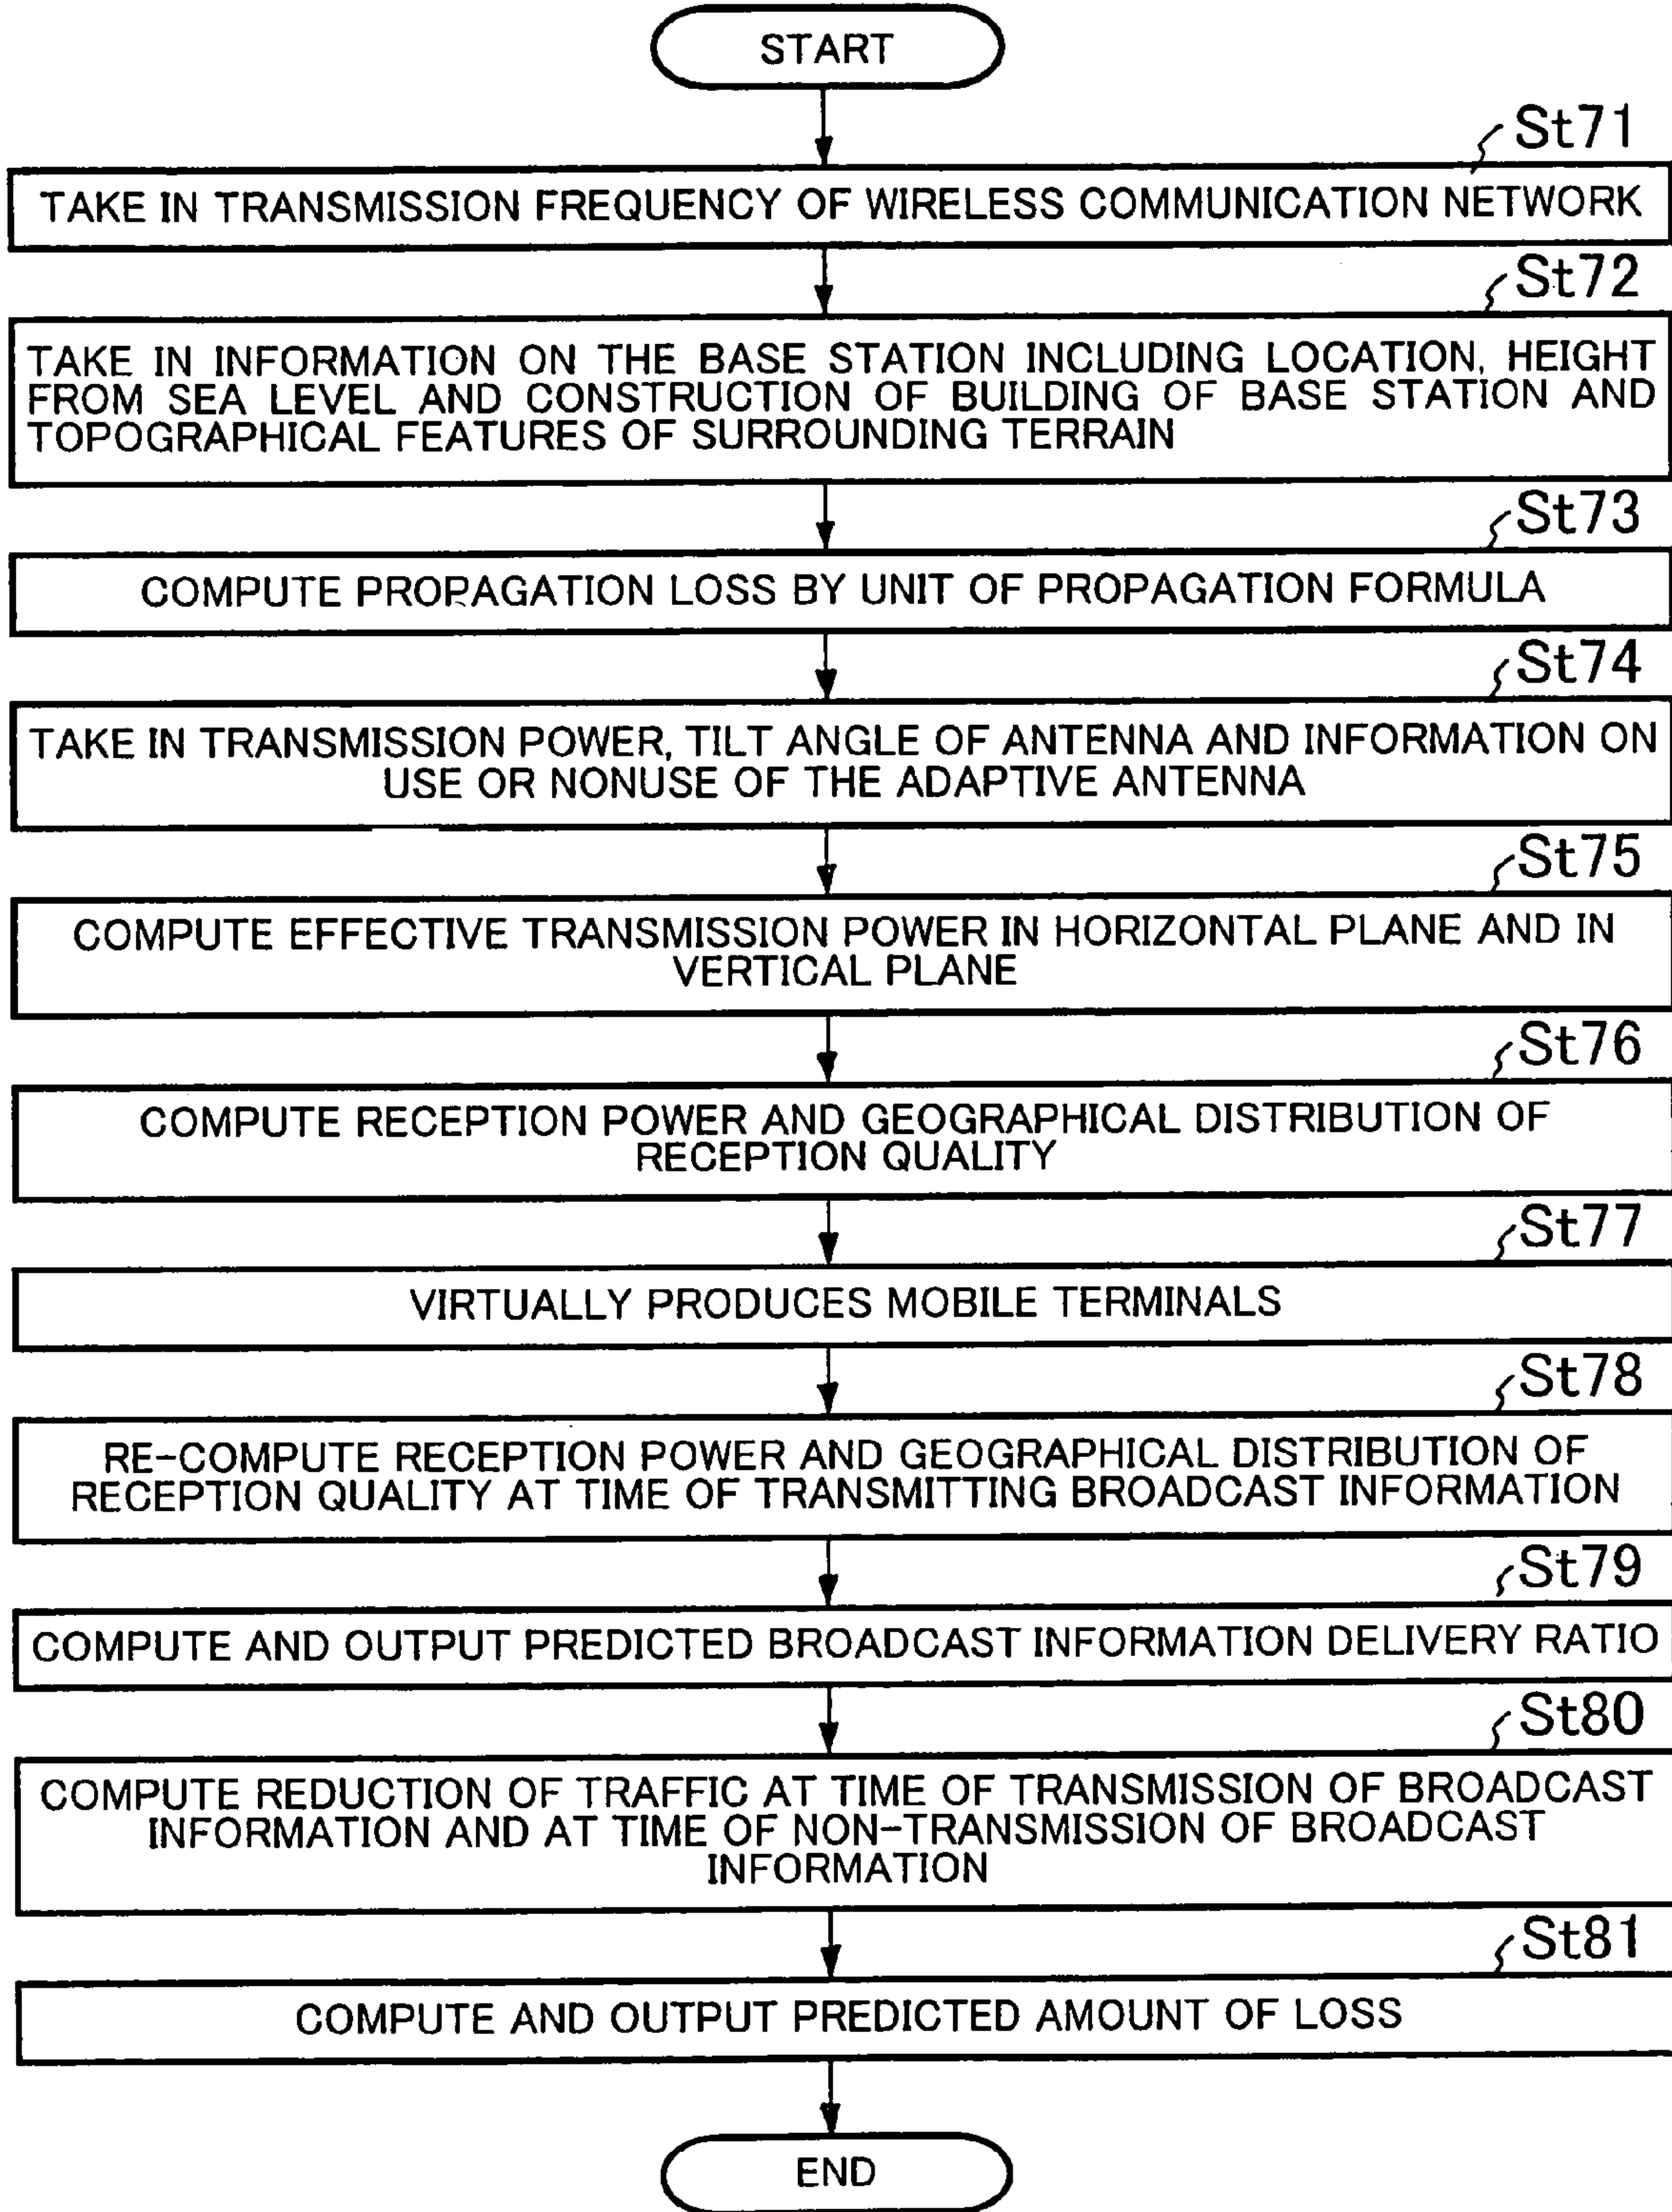 START
St71
TAKE IN TRANSMISSION FREQUENCY OF WIRELESS COMMUNICATION NETWORK
St72
TAKE IN INFORMATION ON THE BASE STATION INCLUDING LOCATION, HEIGHT
FROM SEA LEVEL AND CONSTRUCTION OF BUILDING OF BASE STATION AND
TOPOGRAPHICAL FEATURES OF SURROUNDING TERRAIN
St73
COMPUTE PROPAGATION LOSS BY UNIT OF PROPAGATION FORMULA
St74
TAKE IN TRANSMISSION POWER, TILT ANGLE OF ANTENNA AND INFORMATION ON
USE OR NONUSE OF THE ADAPTIVE ANTENNA
St75
COMPUTE EFFECTIVE TRANSMISSION POWER IN HORIZONTAL PLANE AND IN
VERTICAL PLANE
St76
COMPUTE RECEPTION POWER AND GEOGRAPHICAL DISTRIBUTION OF
RECEPTION QUALITY
St77
VIRTUALLY PRODUCES MOBILE TERMINALS
St78
RE-COMPUTE RECEPTION POWER AND GEOGRAPHICAL DISTRIBUTION OF
RECEPTION QUALITY AT TIME OF TRANSMITTING BROADCAST INFORMATION
St79
COMPUTE AND OUTPUT PREDICTED BROADCAST INFORMATION DELIVERY RATIO
St80
COMPUTE REDUCTION OF TRAFFIC AT TIME OF TRANSMISSION OF BROADCAST
INFORMATION AND AT TIME OF NON-TRANSMISSION OF BROADCAST
INFORMATION
St81
COMPUTE AND OUTPUT PREDICTED AMOUNT OF LOSS
END